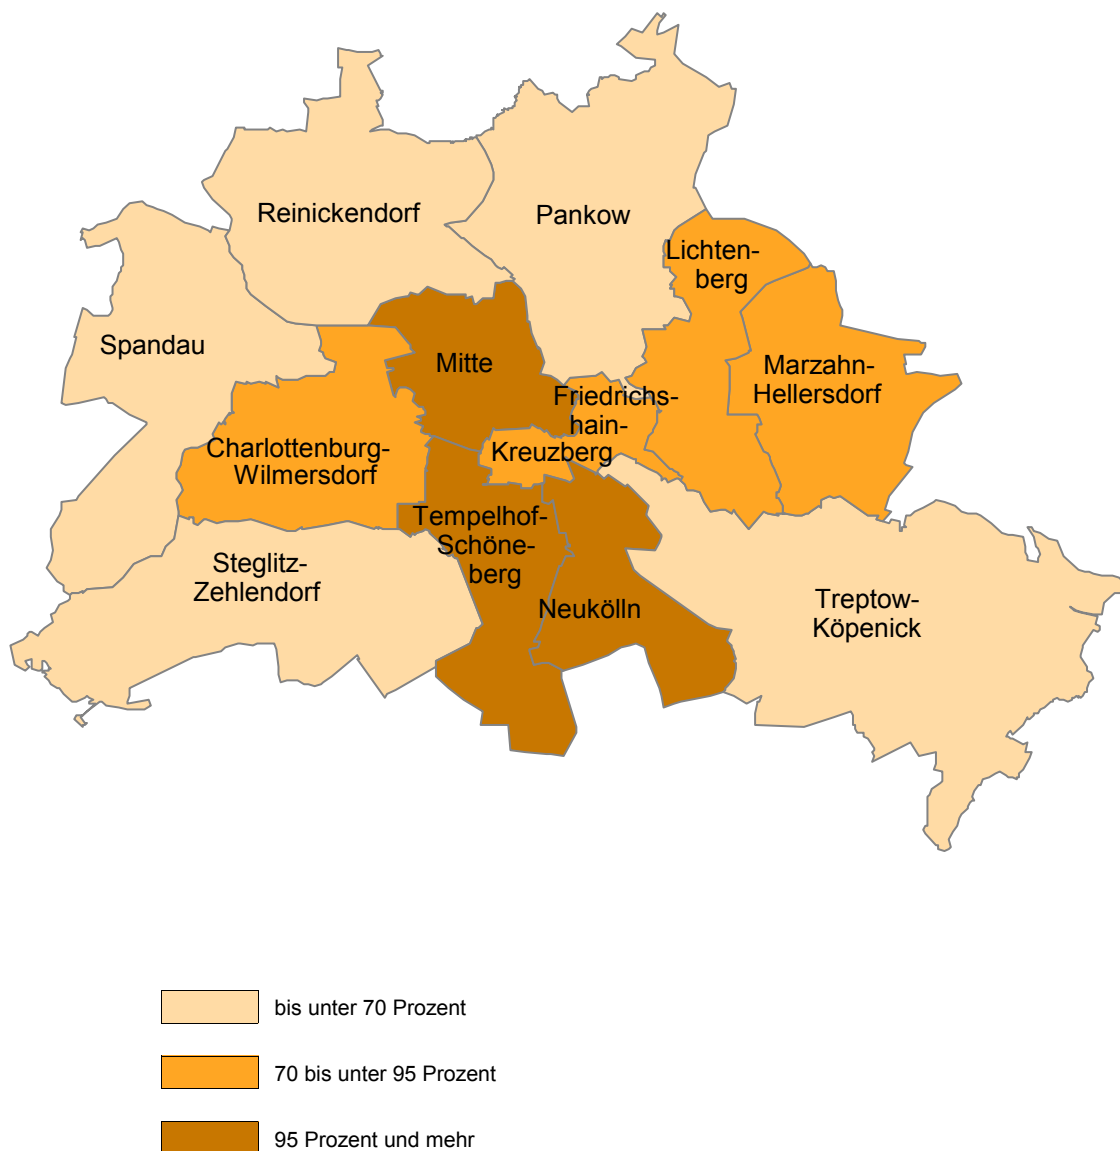 Reinickendorf
Pankow
Lichten-
berg
Spandau
Mitte
Marzahn-
Hellersdorf
Friedrichs-
hain-
Kreuzberg
Charlottenburg-
Wilmersdorf
Tempelhof-
Schöne-
berg
Steglitz-
Zehlendorf
Neukölln
Treptow-
Köpenick
bis unter 70 Prozent
70 bis unter 95 Prozent
95 Prozent und mehr